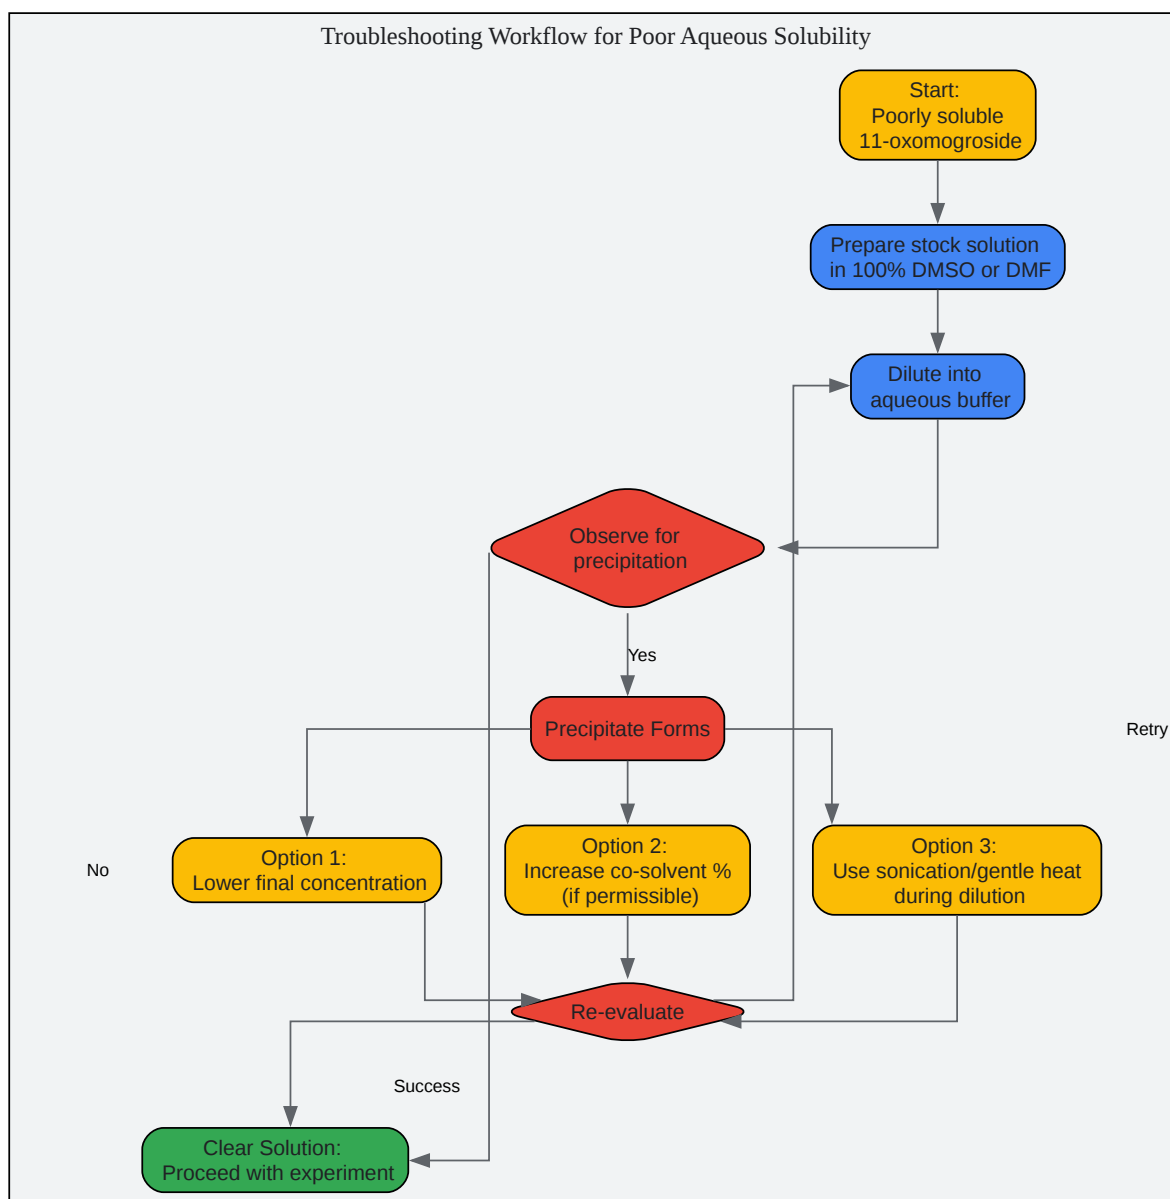 Troubleshooting Workflow for Poor Aqueous Solubility
Start:
Poorly soluble
11-oxomogroside
Prepare stock solution
in 100% DMSO or DMF
Dilute into
aqueous buffer
Observe for
precipitation
Yes
Precipitate Forms
Retry
No
Option 1:
Lower final concentration
Option 2:
Increase co-solvent %
(if permissible)
Option 3:
Use sonication/gentle heat
during dilution
Re-evaluate
Success
Clear Solution:
Proceed with experiment